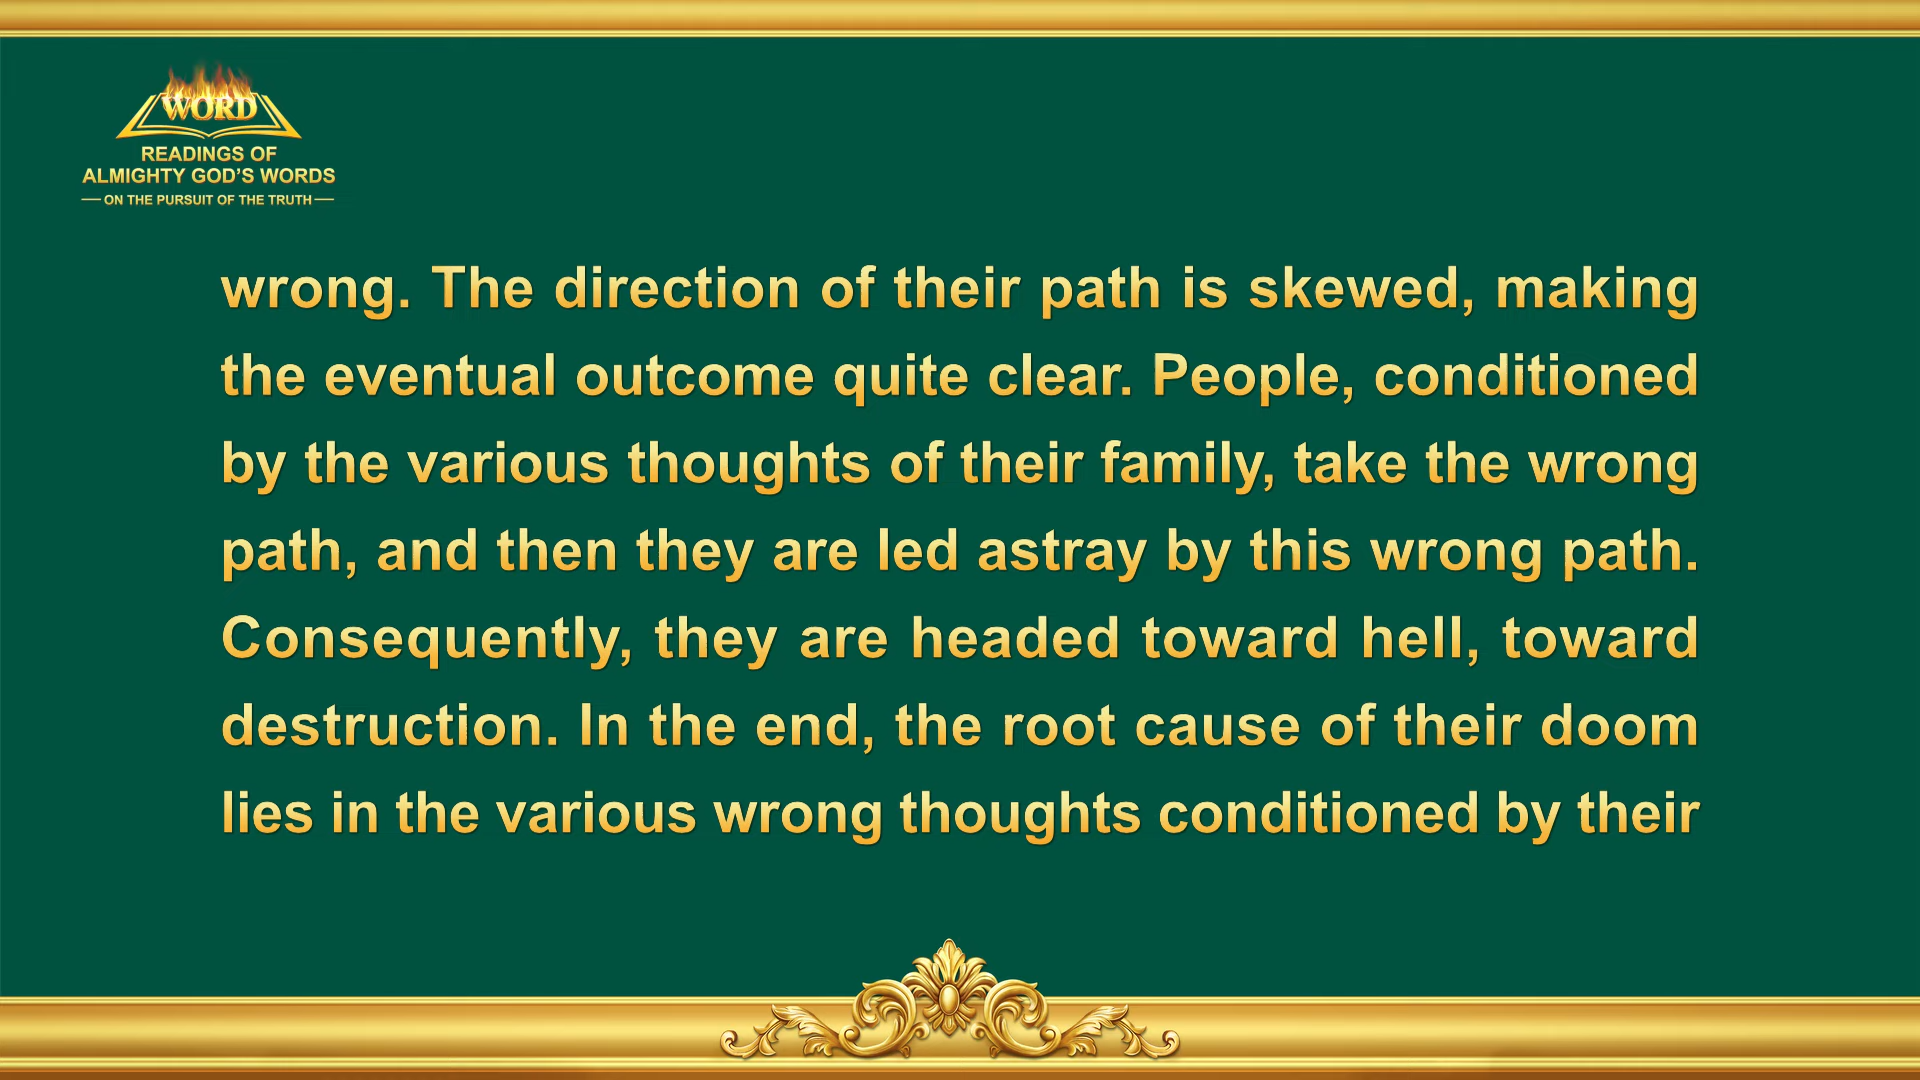 WORD
READINGS OF
ALMIGHTY GOD'S WORDS
— ON THE PURSUIT OF THE TRUTH —
wrong. The direction of their path is skewed, making
the eventual outcome quite clear. People, conditioned
by the various thoughts of their family, take the wrong
path, and then they are led astray by this wrong path.
Consequently, they are headed toward hell, toward
destruction. In the end, the root cause of their doom
lies in the various wrong thoughts conditioned by their